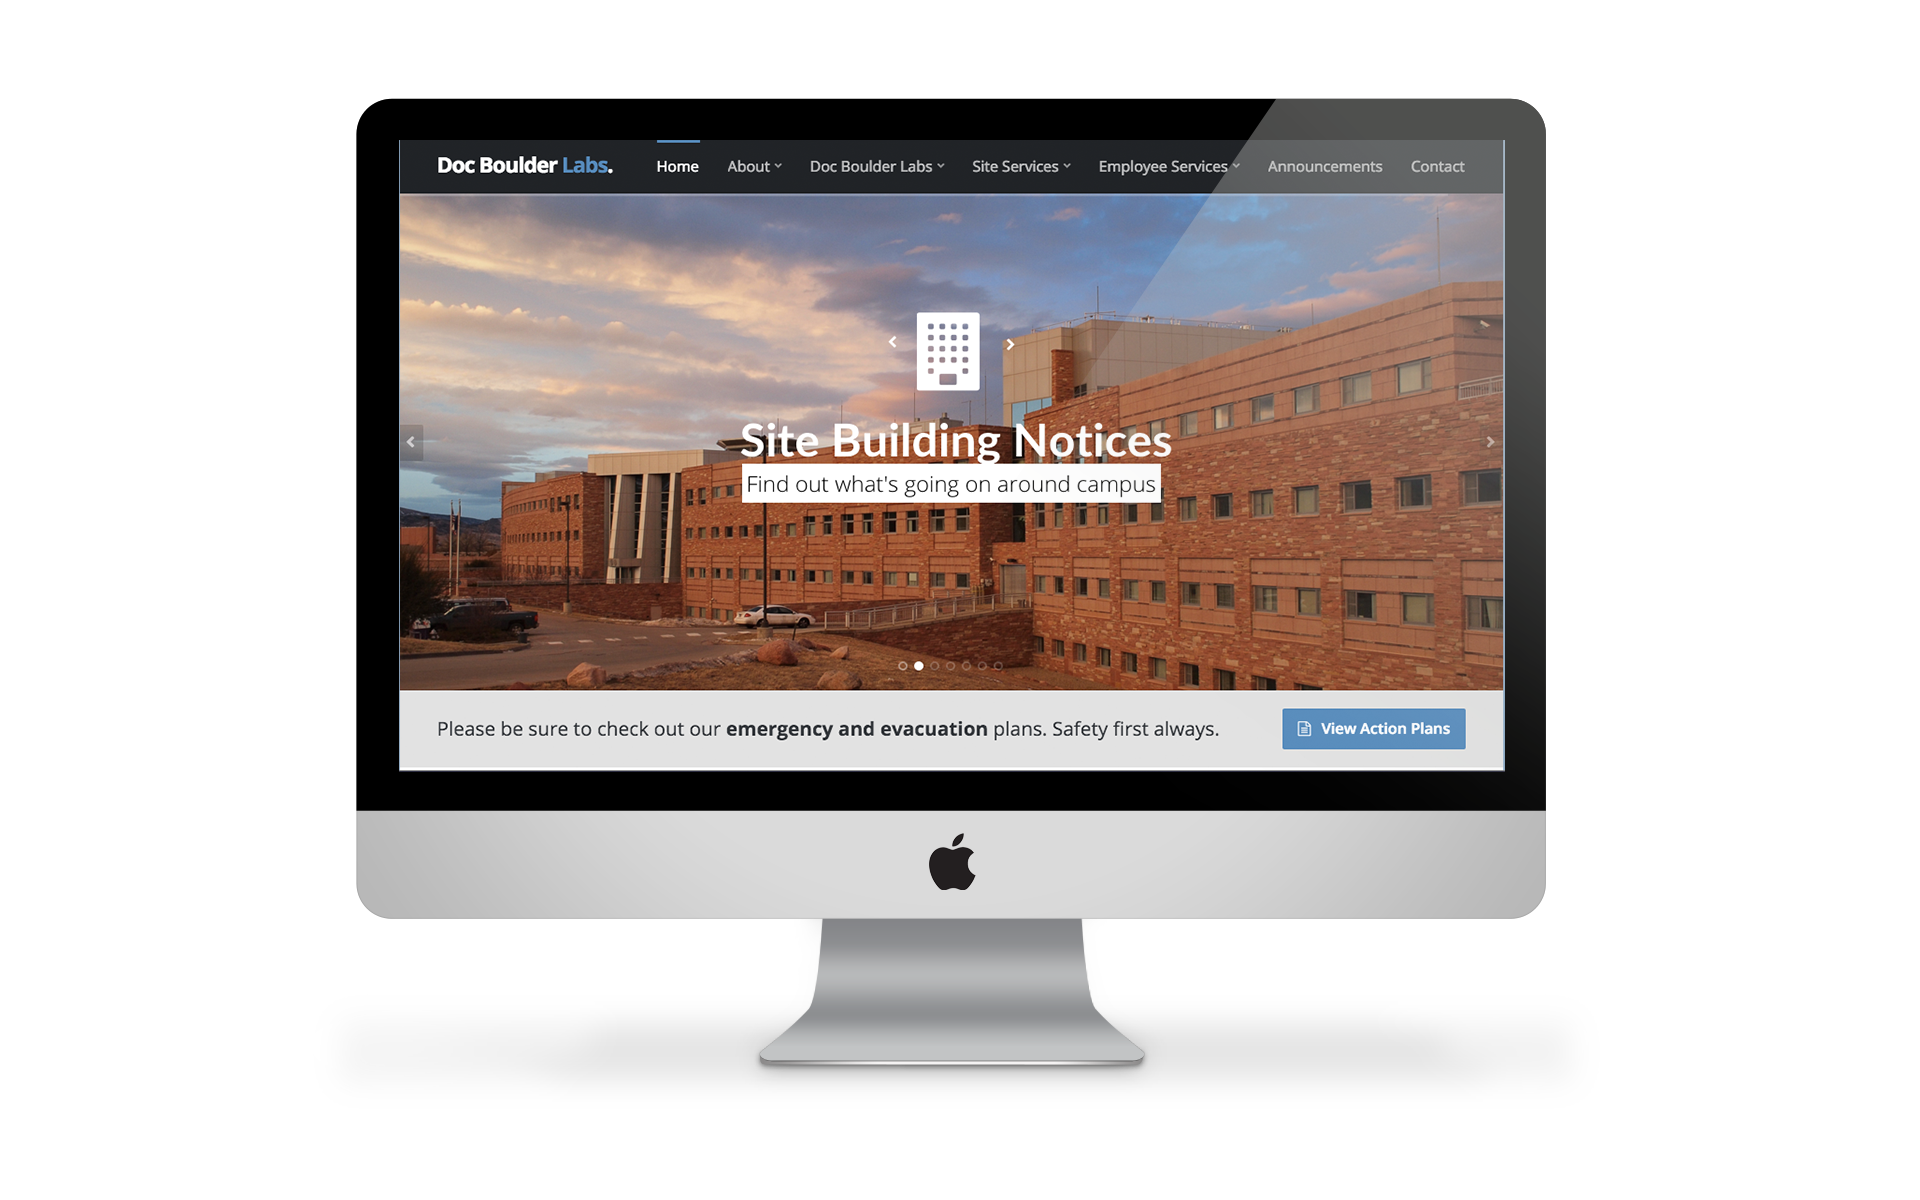 Doc Boulder Labs.
Home About Doc Boulder Labs Site Services Employee Services Announcements Contact
Site Building Notices
Find out what's going on around campus
Please be sure to check out our emergency and evacuation plans. Safety first always.
View Action Plans